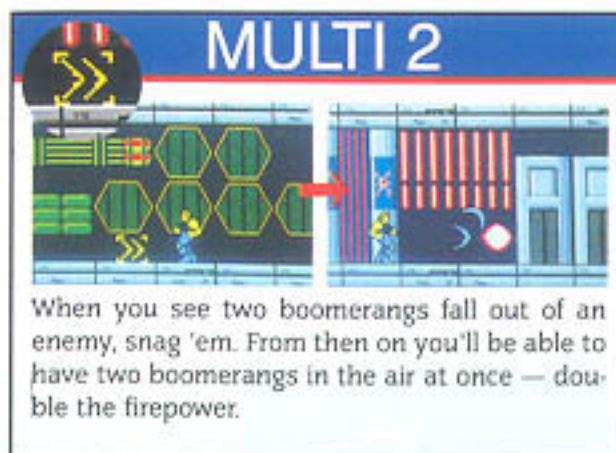 MULTI 2
When you see two boomerangs fall out of an
enemy, snag 'em. From then on you'll be able to
have two boomerangs in the air at once — dou-
ble the firepower.